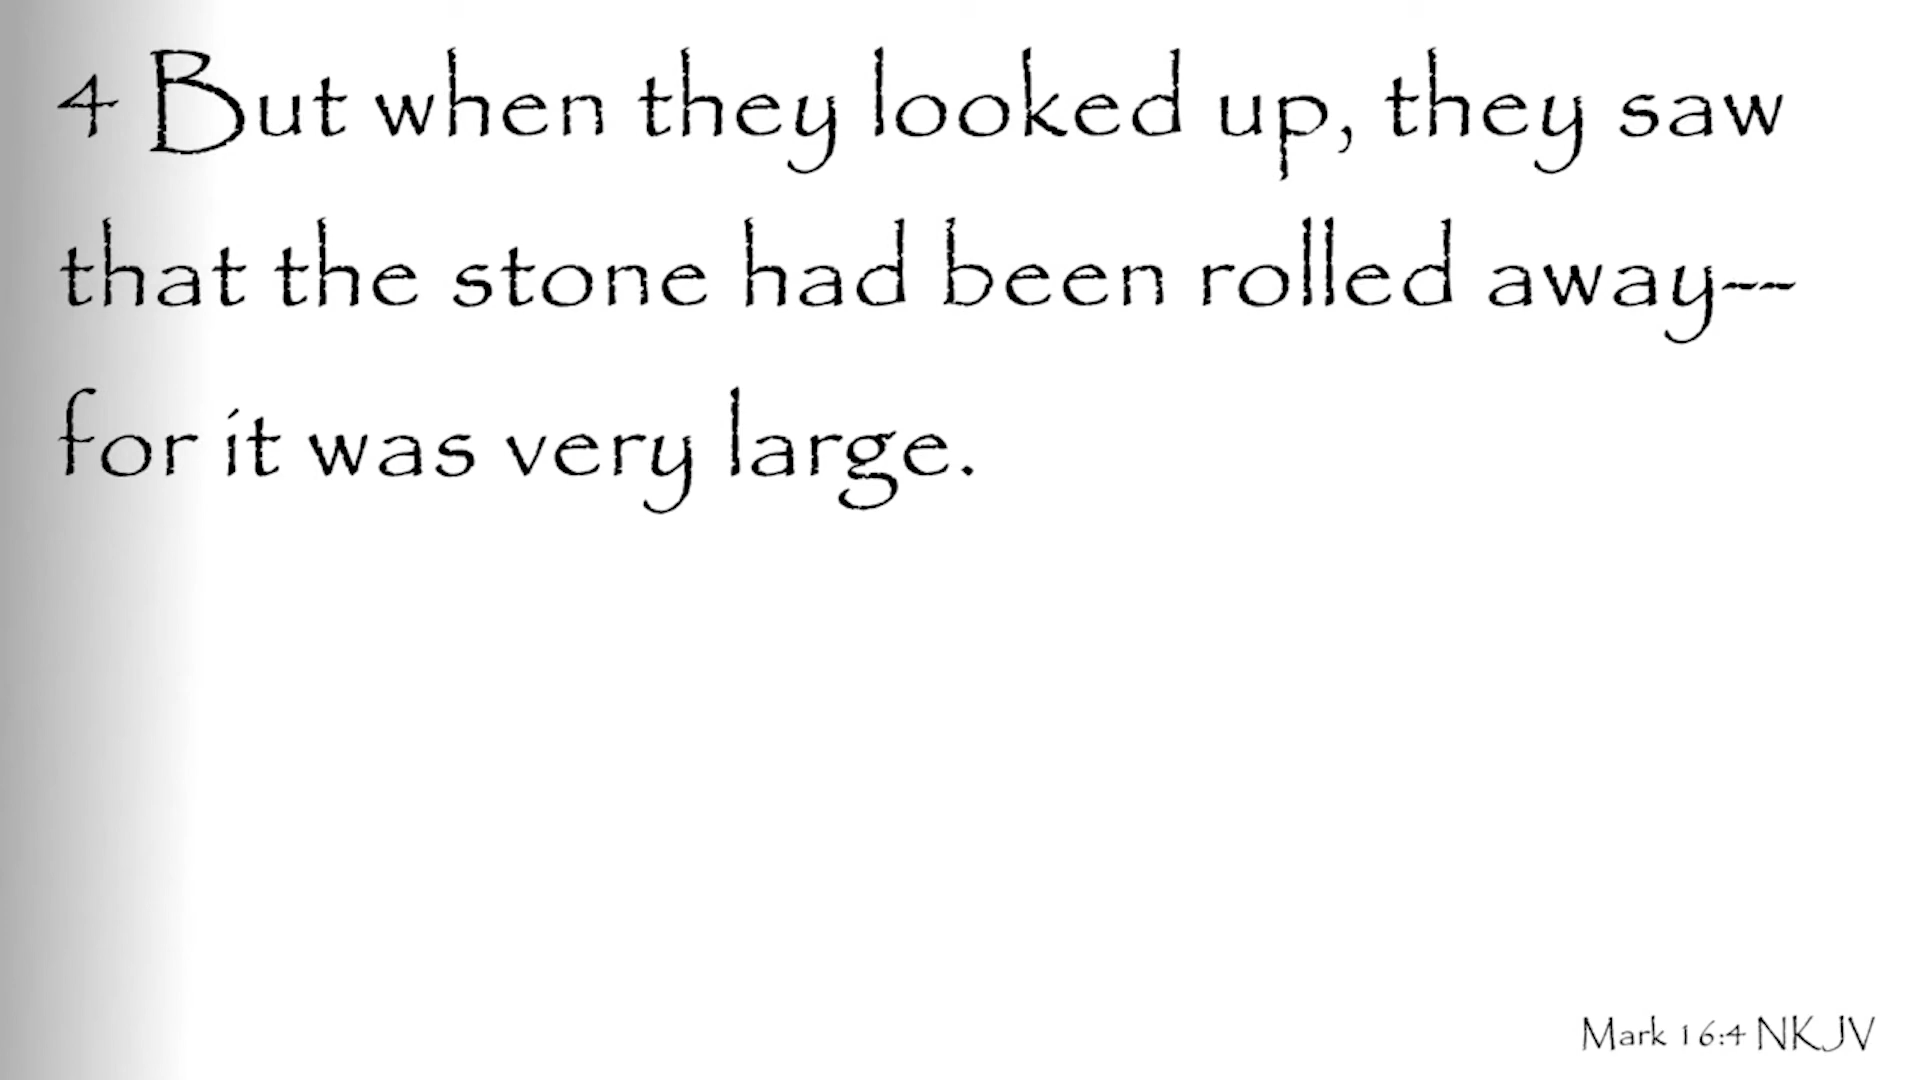 4 But when they looked up, they saw
that the stone had been rolled away--
for it was very large.
Mark 16:4 NKJV